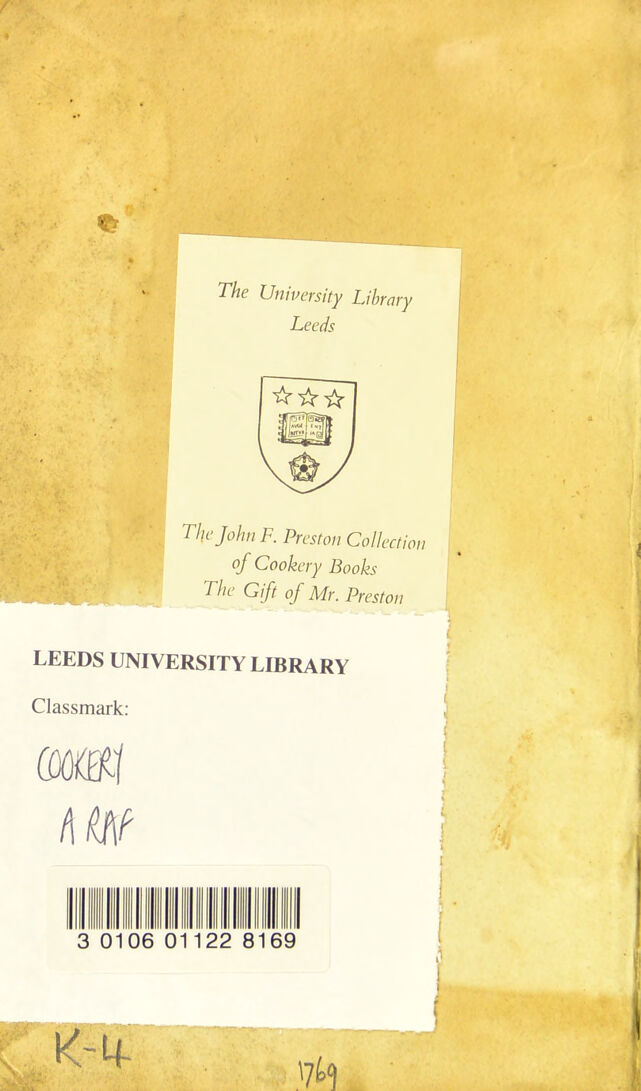 The University Library
Leeds
The John F. Preston Collection
of Cookery Books
The Gift of Mr. Preston
LEEDS UNIVERSITY LIBRARY
Classmark:
COOKERY
A RAF
3 0106 01122 8169
K-4
1769